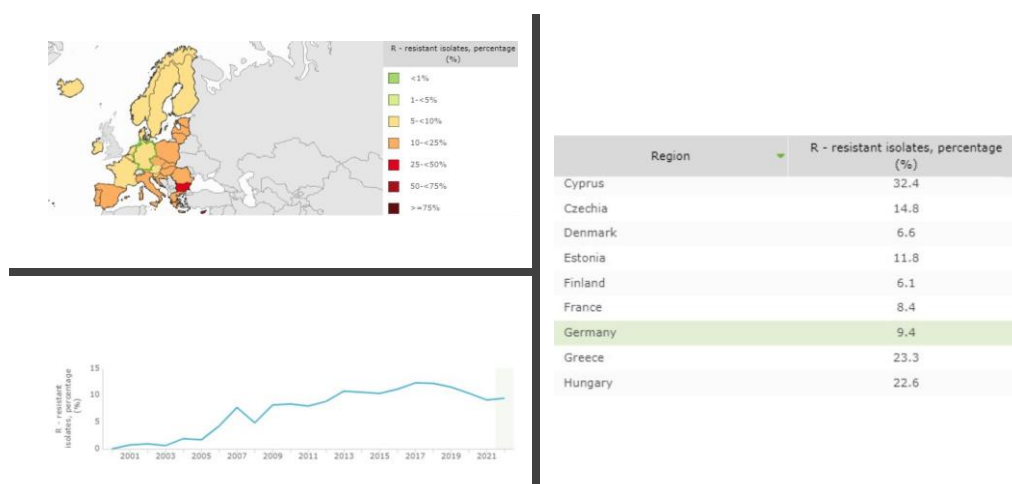 R - resistant isolates, percentage
(%)
<1%
1-<5%
5-<10%
10-<25%
25-<50%
50-<75%
>=75%
R - resistant
isolates, percentage
(%)
15
10
5
0
2001 2003 2005 2007 2009 2011 2013 2015 2017 2019 2021
Region R - resistant isolates, percentage
(%)
Cyprus 32.4
Czechia 14.8
Denmark 6.6
Estonia 11.8
Finland 6.1
France 8.4
Germany 9.4
Greece 23.3
Hungary 22.6